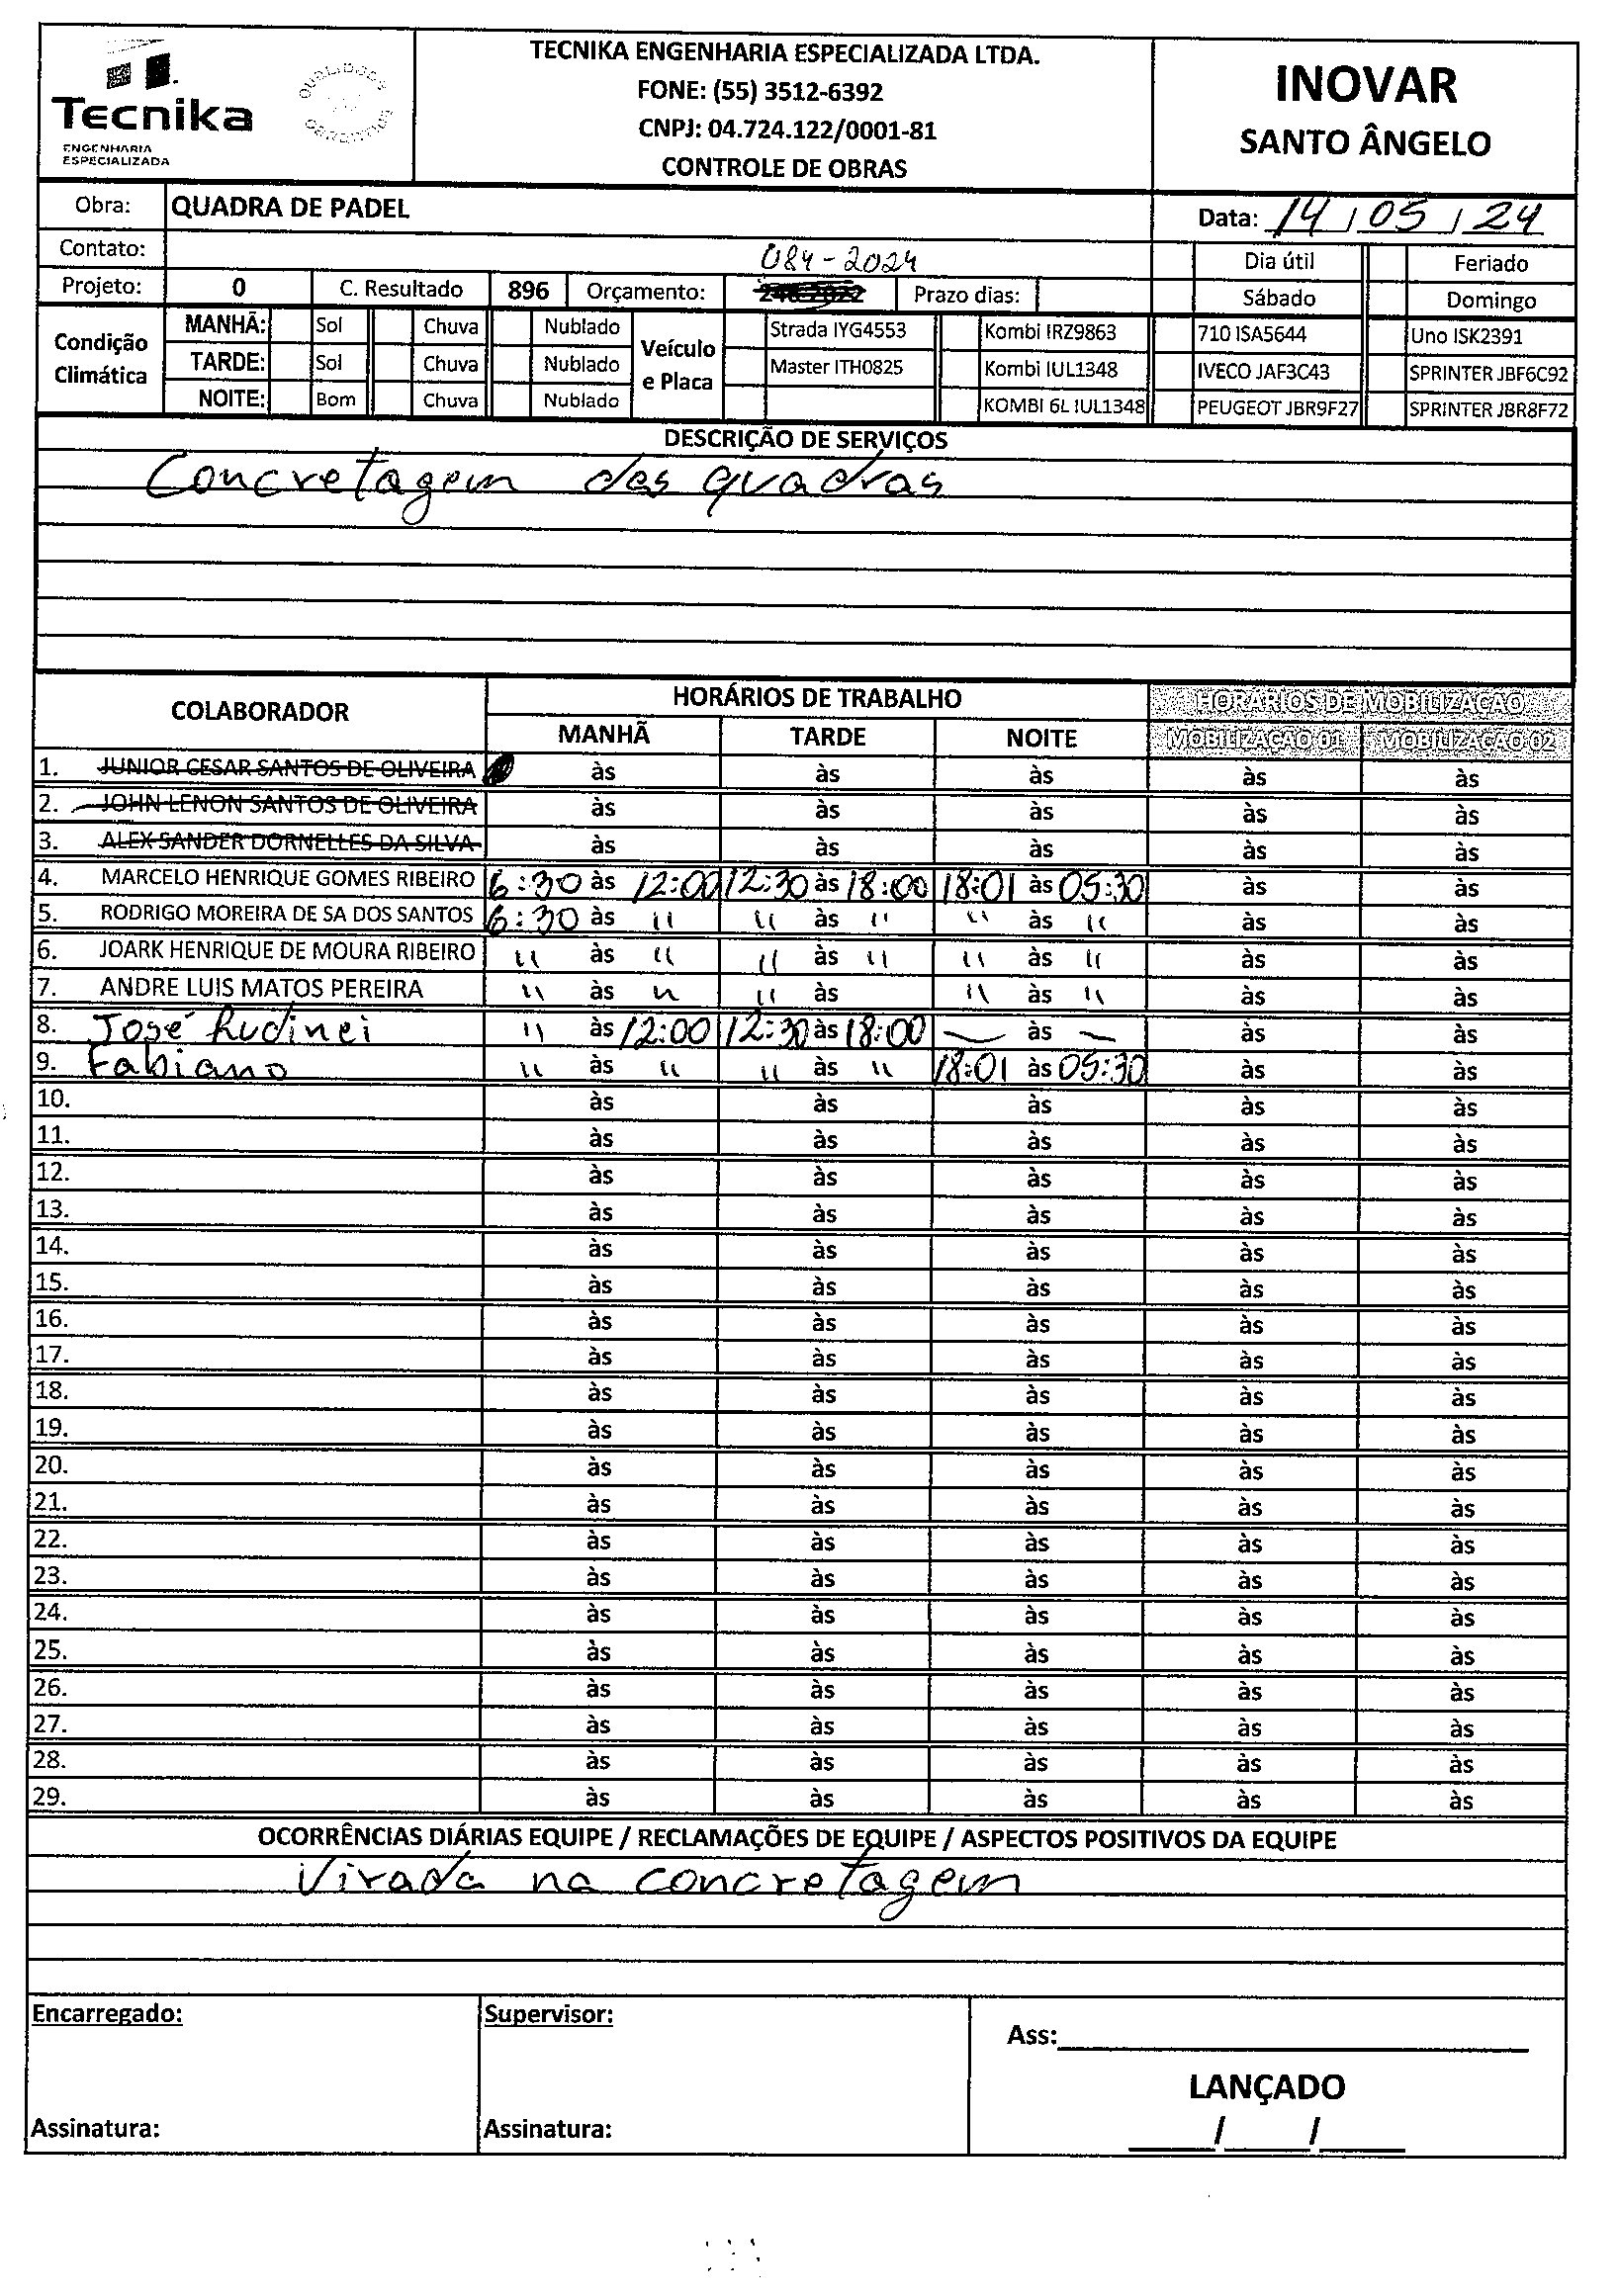 Tecnika
ENGENHARIA
ESPECIALIZADA
TECNIKA ENGENHARIA ESPECIALIZADA LTDA.
FONE: (55) 3512-6392
CNPJ: 04.724.122/0001-81
CONTROLE DE OBRAS
INOVAR
SANTO ÂNGELO
Obra: QUADRA DE PADEL
Data: 14/05/24
Contato:
084-2024
Dia útil Feriado
Projeto: 0 C. Resultado 896 Orçamento: 246.2022 Prazo dias:
Sábado Domingo
Condição Climática
MANHÃ: Sol Chuva Nublado
TARDE: Sol Chuva Nublado
NOITE: Bom Chuva Nublado
Veículo e Placa
Strada IYG4553 Kombi IRZ9863 710 ISA5644 Uno ISK2391
Master ITH0825 Kombi IUL1348 IVECO JAF3C43 SPRINTER JBF6C92
KOMBI 6L IUL1348 PEUGEOT JBR9F27 SPRINTER JBR8F72
DESCRIÇÃO DE SERVIÇOS
Concretagem das quadras
COLABORADOR HORÁRIOS DE TRABALHO HORÁRIOS DE MOBILIZACAO
MANHÃ TARDE NOITE MOBILIZACAO 01 MOBILIZACAO 02
1. JUNIOR CESAR SANTOS DE OLIVEIRA às às às às às
2. JOHN LENON SANTOS DE OLIVEIRA às às às às às
3. ALEX SANDER DORNELLES DA SILVA às às às às às
4. MARCELO HENRIQUE GOMES RIBEIRO 6:30 às 12:00 12:30 às 18:00 18:01 às 05:30 às às
5. RODRIGO MOREIRA DE SA DOS SANTOS 6:30 às " " às " " às " às às
6. JOARK HENRIQUE DE MOURA RIBEIRO " às " " às " " às " às às
7. ANDRE LUIS MATOS PEREIRA " às " " às " às " às às
8. José Rudinei " às 12:00 12:30 às 18:00 — às — às às
9. Fabiano " às " " às " 18:01 às 05:30 às às
10. às às às às às
11. às às às às às
12. às às às às às
13. às às às às às
14. às às às às às
15. às às às às às
16. às às às às às
17. às às às às às
18. às às às às às
19. às às às às às
20. às às às às às
21. às às às às às
22. às às às às às
23. às às às às às
24. às às às às às
25. às às às às às
26. às às às às às
27. às às às às às
28. às às às às às
29. às às às às às
OCORRÊNCIAS DIÁRIAS EQUIPE / RECLAMAÇÕES DE EQUIPE / ASPECTOS POSITIVOS DA EQUIPE
Virada na concretagem
Encarregado: Supervisor:
Ass:
LANÇADO
Assinatura: Assinatura: / /